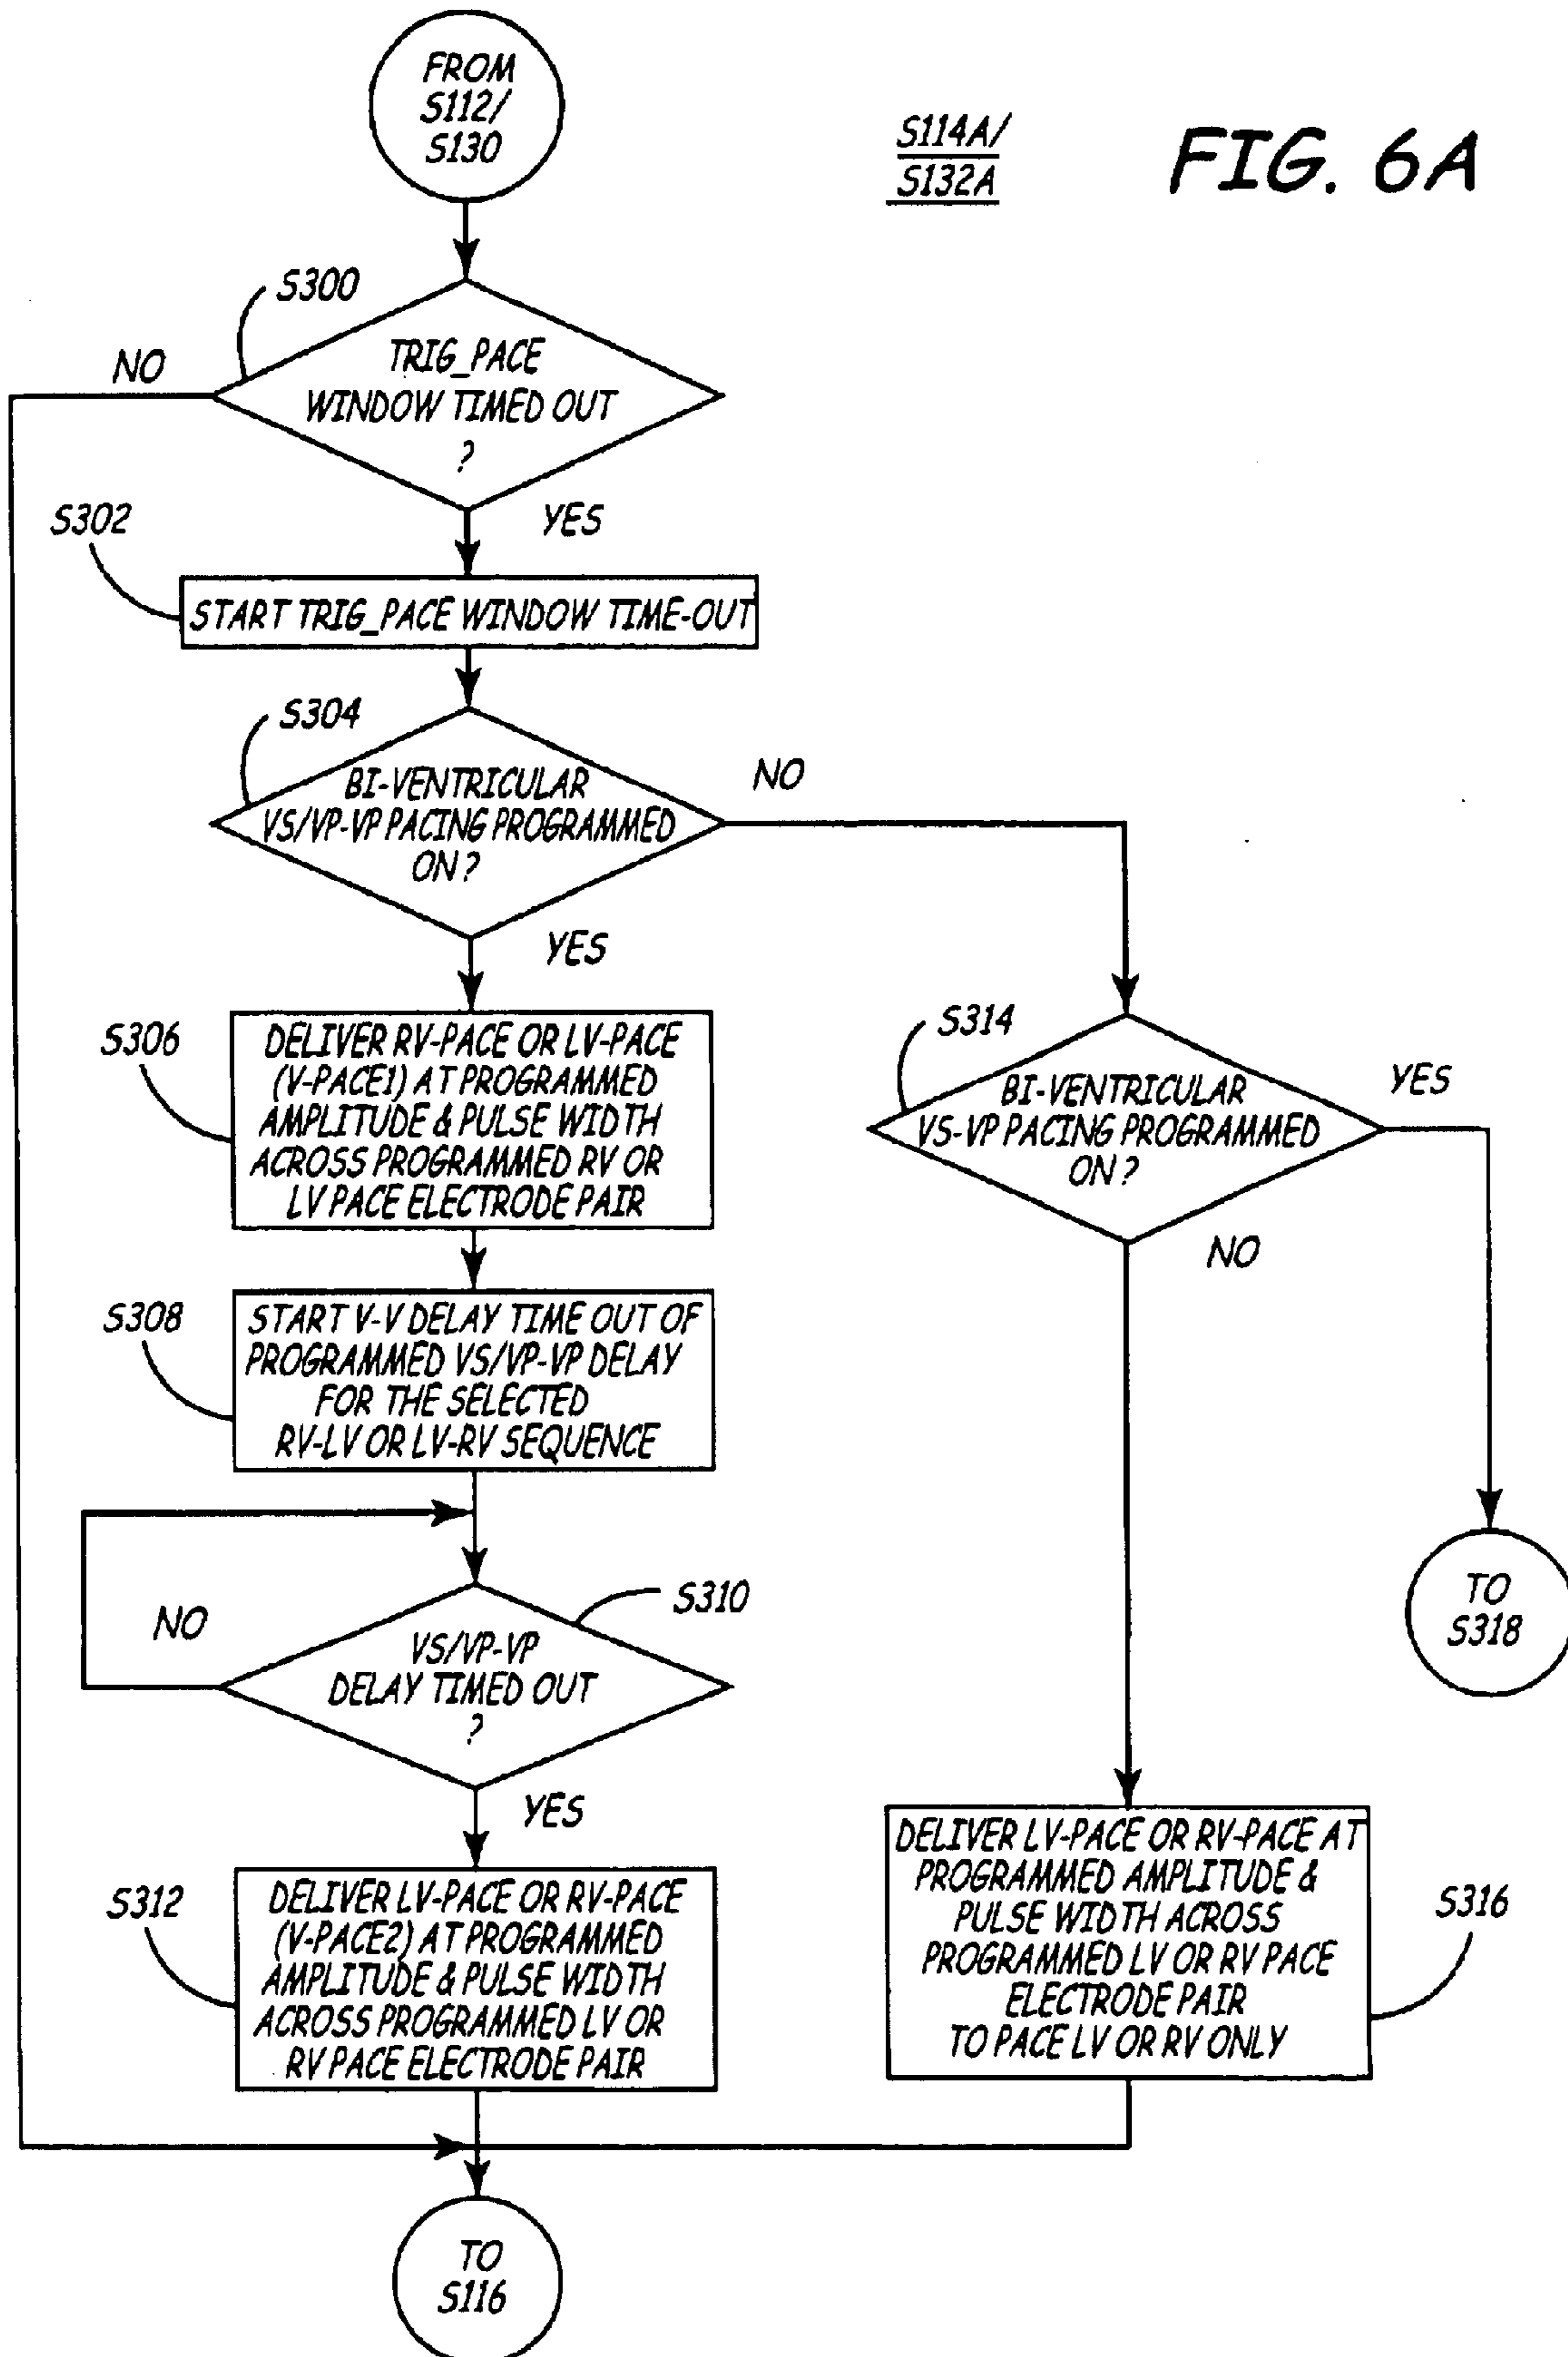 FROM
S112/
S130
S114A/
S132A
FIG. 6A
S300
TRIG_PACE
WINDOW TIMED OUT
?
NO
YES
S302
START TRIG_PACE WINDOW TIME-OUT
S304
BI-VENTRICULAR
VS/VP-VP PACING PROGRAMMED
ON?
NO
YES
S306
DELIVER RV-PACE OR LV-PACE
(V-PACE1) AT PROGRAMMED
AMPLITUDE & PULSE WIDTH
ACROSS PROGRAMMED RV OR
LV PACE ELECTRODE PAIR
S314
BI-VENTRICULAR
VS-VP PACING PROGRAMMED
ON?
YES
NO
S308
START V-V DELAY TIME OUT OF
PROGRAMMED VS/VP-VP DELAY
FOR THE SELECTED
RV-LV OR LV-RV SEQUENCE
S310
VS/VP-VP
DELAY TIMED OUT
?
NO
YES
TO
S318
S312
DELIVER LV-PACE OR RV-PACE
(V-PACE2) AT PROGRAMMED
AMPLITUDE & PULSE WIDTH
ACROSS PROGRAMMED LV OR
RV PACE ELECTRODE PAIR
DELIVER LV-PACE OR RV-PACE AT
PROGRAMMED AMPLITUDE &
PULSE WIDTH ACROSS
PROGRAMMED LV OR RV PACE
ELECTRODE PAIR
TO PACE LV OR RV ONLY
S316
TO
S116